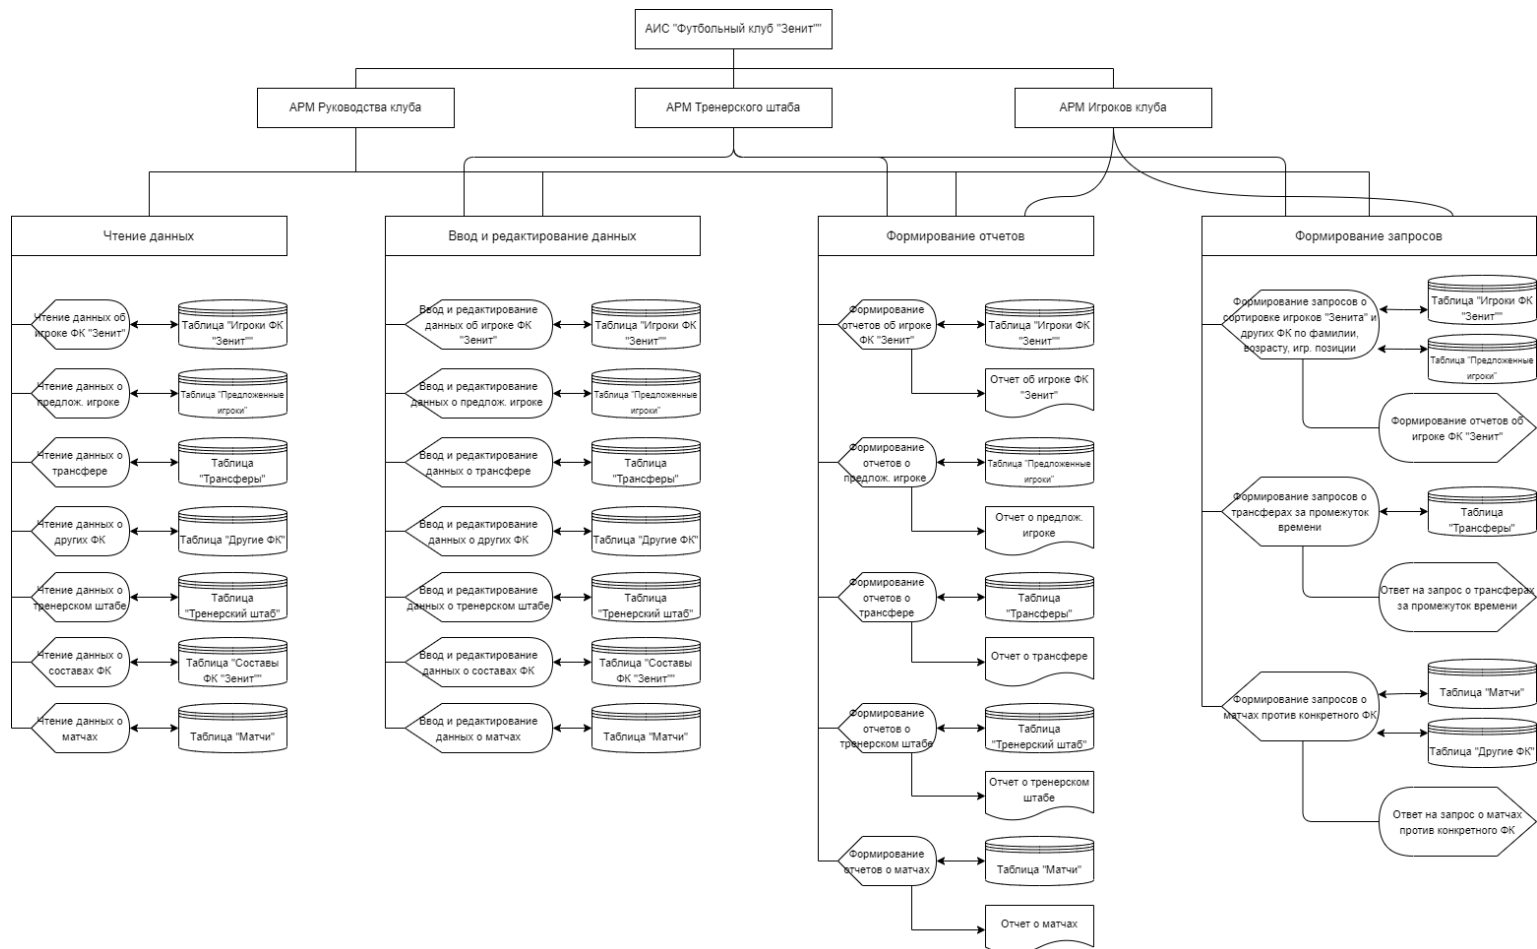 АИС "Футбольный клуб "Зенит""
АРМ Руководства клуба
АРМ Тренерского штаба
АРМ Игроков клуба
Чтение данных
Ввод и редактирование данных
Формирование отчетов
Формирование запросов
Чтение данных об
игроке ФК "Зенит"
Таблица "Игроки ФК
"Зенит""
Чтение данных о
предлож. игроке
Таблица "Предложенные
игроки"
Чтение данных о
трансфере
Таблица
"Трансферы"
Чтение данных о
других ФК
Таблица "Другие ФК"
Чтение данных о
тренерском штабе
Таблица
"Тренерский штаб"
Чтение данных о
составах ФК
Таблица "Составы
ФК "Зенит""
Чтение данных о
матчах
Таблица "Матчи"
Ввод и редактирование
данных об игроке ФК
"Зенит"
Таблица "Игроки ФК
"Зенит""
Ввод и редактирование
данных о предлож. игроке
Таблица "Предложенные
игроки"
Ввод и редактирование
данных о трансфере
Таблица
"Трансферы"
Ввод и редактирование
данных о других ФК
Таблица "Другие ФК"
Ввод и редактирование
данных о тренерском штабе
Таблица
"Тренерский штаб"
Ввод и редактирование
данных о составах ФК
Таблица "Составы
ФК "Зенит""
Ввод и редактирование
данных о матчах
Таблица "Матчи"
Формирование
отчетов об игроке
ФК "Зенит"
Таблица "Игроки ФК
"Зенит""
Отчет об игроке ФК
"Зенит"
Формирование
отчетов о
предлож. игроке
Таблица "Предложенные
игроки"
Отчет о предлож.
игроке
Формирование
отчетов о
трансфере
Таблица
"Трансферы"
Отчет о трансфере
Формирование
отчетов о
тренерском штабе
Таблица
"Тренерский штаб"
Отчет о тренерском
штабе
Формирование
отчетов о матчах
Таблица "Матчи"
Отчет о матчах
Формирование запросов о
сортировке игроков "Зенита" и
других ФК по фамилии,
возрасту, игр. позиции
Таблица "Игроки ФК
"Зенит""
Таблица "Предложенные
игроки"
Формирование отчетов об
игроке ФК "Зенит"
Формирование запросов о
трансферах за промежуток
времени
Таблица
"Трансферы"
Ответ на запрос о трансферах
за промежуток времени
Формирование запросов о
матчах против конкретного ФК
Таблица "Матчи"
Таблица "Другие ФК"
Ответ на запрос о матчах
против конкретного ФК